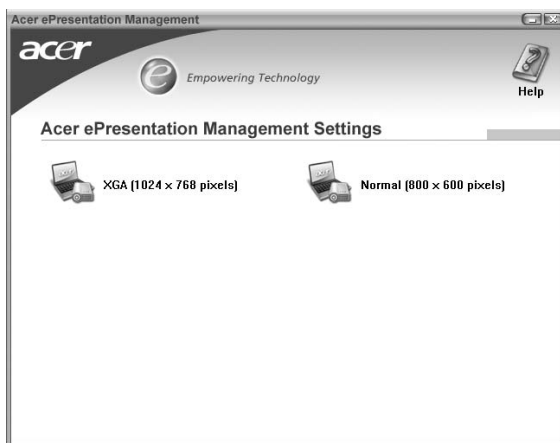 Acer ePresentation Management
acer
e Empowering Technology
Help
Acer ePresentation Management Settings
XGA (1024 x 768 pixels)
Normal (800 x 600 pixels)